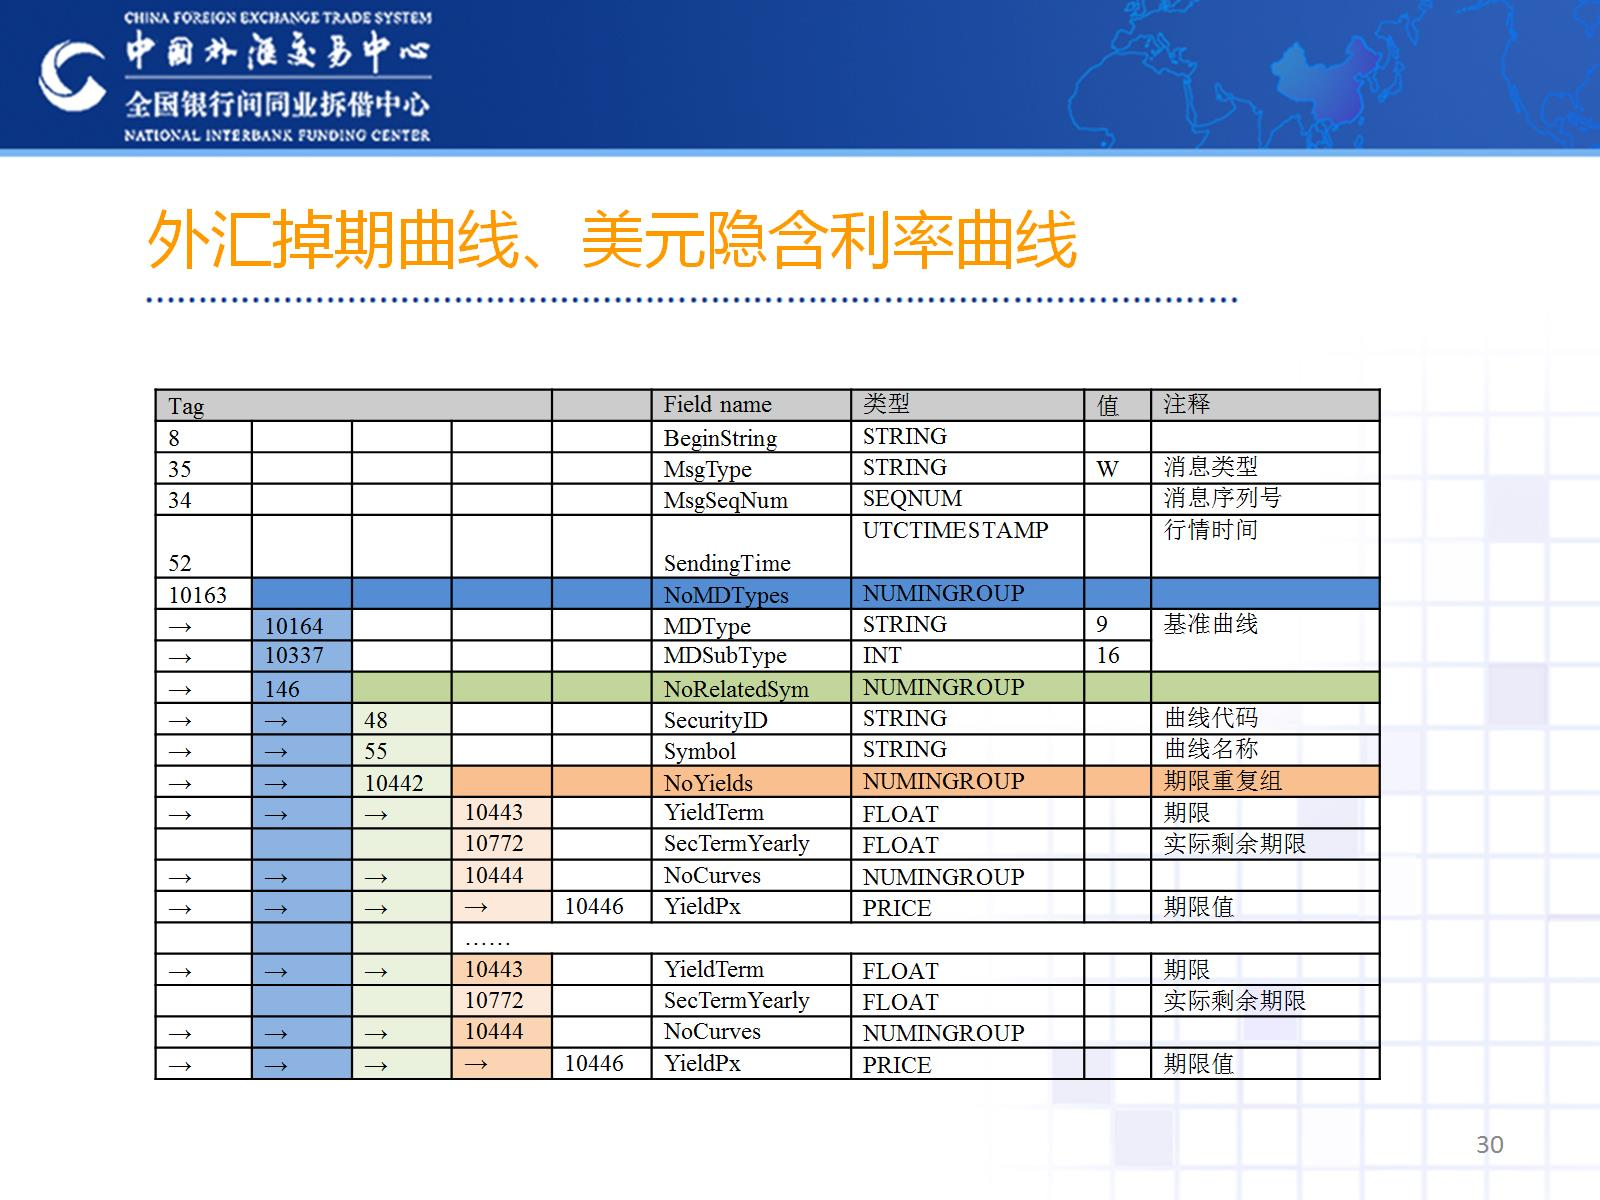 CHINA FOREIGN EXCHANGE TRADE SYSTEM
中国外汇交易中心
全国银行间同业拆借中心
NATIONAL INTERBANK FUNDING CENTER
外汇掉期曲线、美元隐含利率曲线
Tag Field name 类型 值 注释
8 BeginString STRING
35 MsgType STRING W 消息类型
34 MsgSeqNum SEQNUM 消息序列号
52 SendingTime UTCTIMESTAMP 行情时间
10163 NoMDTypes NUMINGROUP
→ 10164 MDType STRING 9 基准曲线
→ 10337 MDSubType INT 16
→ 146 NoRelatedSym NUMINGROUP
→ → 48 SecurityID STRING 曲线代码
→ → 55 Symbol STRING 曲线名称
→ → 10442 NoYields NUMINGROUP 期限重复组
→ → → 10443 YieldTerm FLOAT 期限
10772 SecTermYearly FLOAT 实际剩余期限
→ → → 10444 NoCurves NUMINGROUP
→ → → → 10446 YieldPx PRICE 期限值
……
→ → → 10443 YieldTerm FLOAT 期限
10772 SecTermYearly FLOAT 实际剩余期限
→ → → 10444 NoCurves NUMINGROUP
→ → → → 10446 YieldPx PRICE 期限值
30